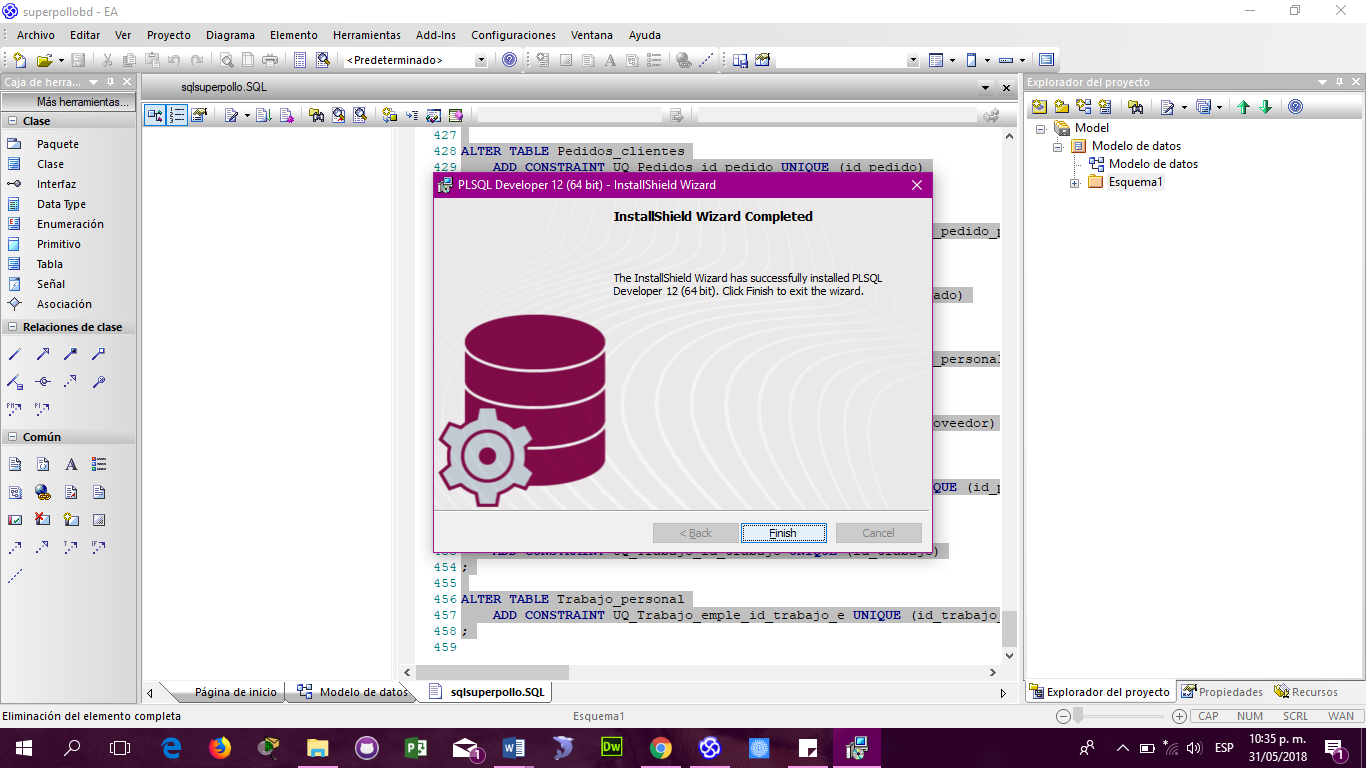 superpollobd - EA
Archivo Editar Ver Proyecto Diagrama Elemento Herramientas Add-Ins Configuraciones Ventana Ayuda
<Predeterminado>
Caja de herra...
Más herramientas...
Clase
Paquete
Clase
Interfaz
Data Type
Enumeración
Primitivo
Tabla
Señal
Asociación
Relaciones de clase
Común
sqlsuperpollo.SQL
427
428 ALTER TABLE Pedidos_clientes
429 ADD CONSTRAINT UQ_Pedidos_id_pedido UNIQUE (id_pedido)
_pedido_p
ado)
_personal
oveedor)
QUE (id_p
ADD CONSTRAINT UQ_Trabajo_id_trabajo UNIQUE (id_trabajo)
454 ;
455
456 ALTER TABLE Trabajo_personal
457 ADD CONSTRAINT UQ_Trabajo_emple_id_trabajo_e UNIQUE (id_trabajo_
458 ;
459
PLSQL Developer 12 (64 bit) - InstallShield Wizard
InstallShield Wizard Completed
The InstallShield Wizard has successfully installed PLSQL
Developer 12 (64 bit). Click Finish to exit the wizard.
< Back Finish Cancel
Página de inicio Modelo de datos sqlsuperpollo.SQL
Explorador del proyecto
Model
Modelo de datos
Modelo de datos
Esquema1
Explorador del proyecto Propiedades Recursos
Eliminación del elemento completa Esquema1 CAP NUM SCRL WAN
ESP
10:35 p. m.
31/05/2018